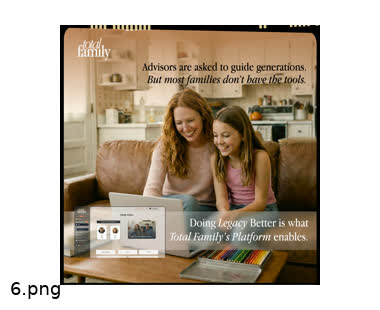 total
family
Advisors are asked to guide generations.
But most families don't have the tools.
Doing Legacy Better is what
Total Family's Platform enables.
6.png